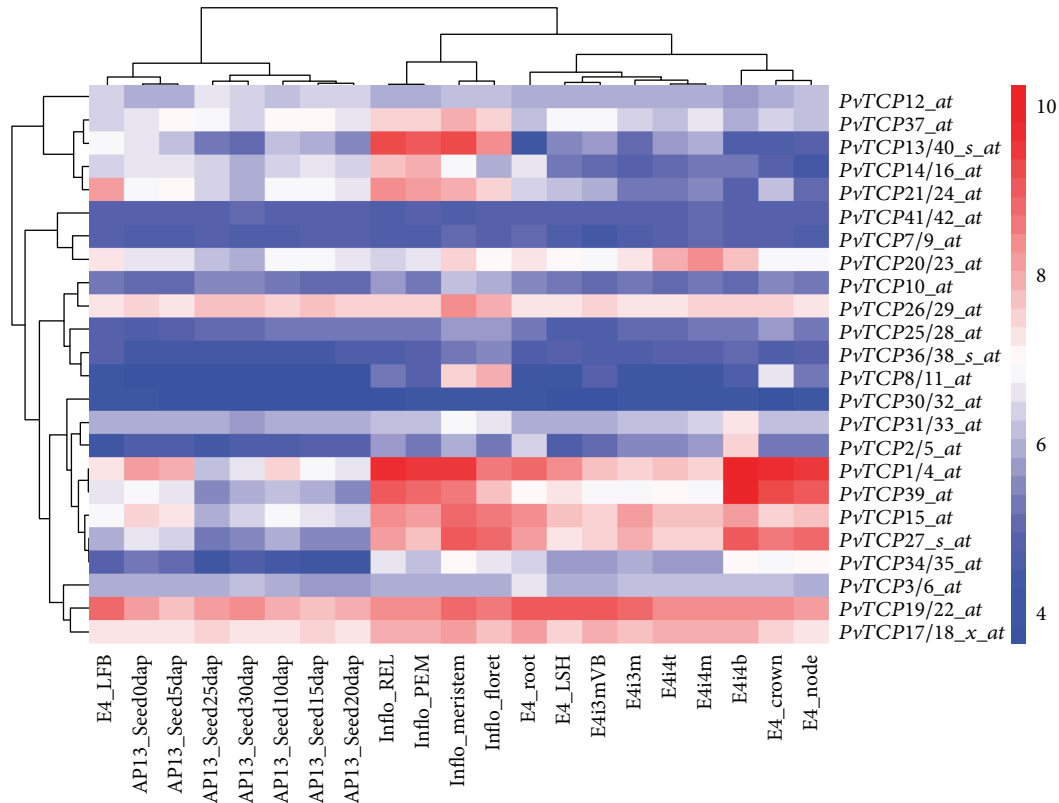 PvTCP12_at
PvTCP37_at
PvTCP13/40_s_at
PvTCP14/16_at
PvTCP21/24_at
PvTCP41/42_at
PvTCP7/9_at
PvTCP20/23_at
PvTCP10_at
PvTCP26/29_at
PvTCP25/28_at
PvTCP36/38_s_at
PvTCP8/11_at
PvTCP30/32_at
PvTCP31/33_at
PvTCP2/5_at
PvTCP1/4_at
PvTCP39_at
PvTCP15_at
PvTCP27_s_at
PvTCP34/35_at
PvTCP3/6_at
PvTCP19/22_at
PvTCP17/18_x_at
10
8
6
4
E4_LFB
AP13_Seed0dap
AP13_Seed5dap
AP13_Seed25dap
AP13_Seed30dap
AP13_Seed10dap
AP13_Seed15dap
AP13_Seed20dap
Inflo_REL
Inflo_PEM
Inflo_meristem
Inflo_floret
E4_root
E4_LSH
E4i3mVB
E4i3m
E4i4t
E4i4m
E4i4b
E4_crown
E4_node